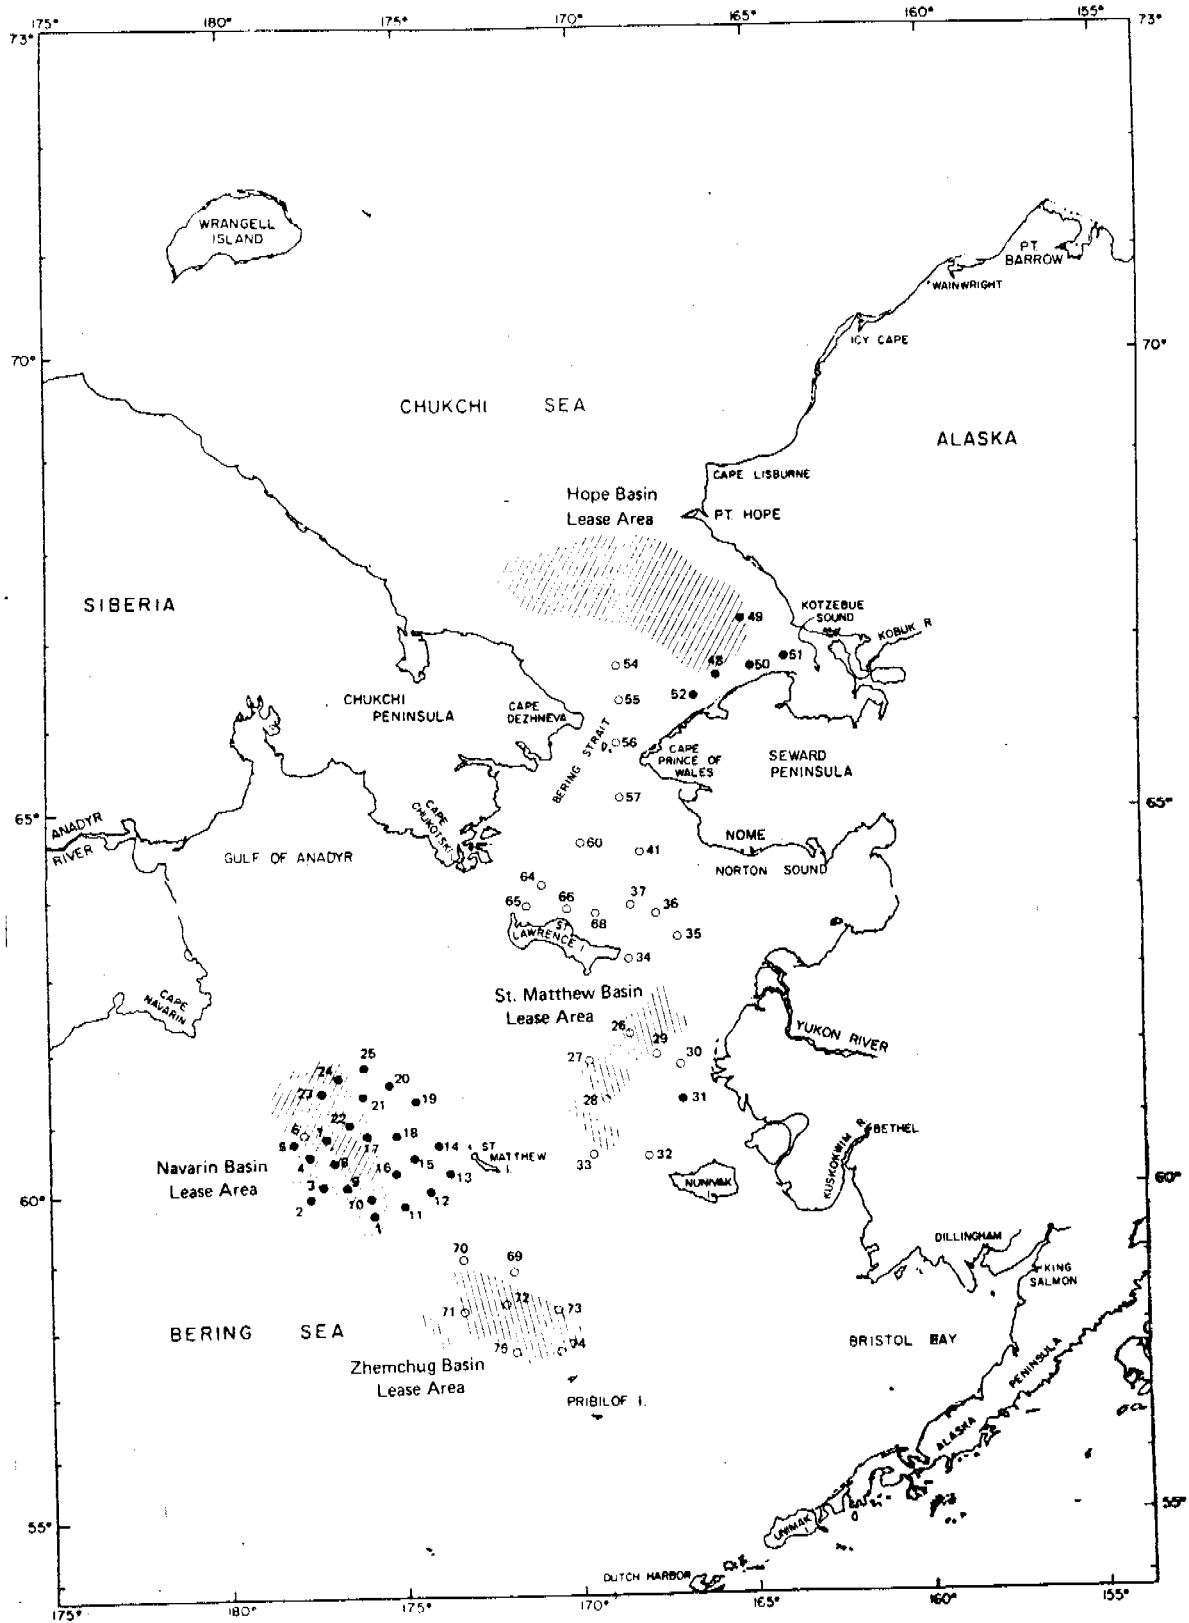 175° 180° 175° 170° 165° 160° 155°
73° 73°
WRANGELL
ISLAND
PT.
BARROW
WAINWRIGHT
ICY CAPE
70° 70°
CHUKCHI SEA
ALASKA
CAPE LISBURNE
Hope Basin
Lease Area
PT. HOPE
SIBERIA
KOTZEBUE
SOUND
KOBUK R
49
51
50
48
52
54
55
56
57
CHUKCHI
PENINSULA
CAPE
DEZHNEVA
BERING STRAIT
CAPE
PRINCE OF
WALES
SEWARD
PENINSULA
65° 65°
ANADYR
RIVER
GULF OF ANADYR
CAPE
CHUKOTSKI
NOME
NORTON SOUND
60
41
64
65
66
68
37
36
35
34
ST.
LAWRENCE I.
CAPE
NAVARIN
St. Matthew Basin
Lease Area
YUKON RIVER
26
29
30
27
28
31
33
32
25
24
20
23
21
19
22
6
1
18
5
17
14
4
8
16
15
13
3
9
2
10
11
12
1
ST
MATTHEW
I.
Navarin Basin
Lease Area
60° 60°
KUSKOKWIM R.
BETHEL
NUNIVAK
I.
DILLINGHAM
KING
SALMON
70
69
71
72
73
76
74
BERING SEA
Zhemchug Basin
Lease Area
PRIBILOF I.
BRISTOL BAY
ALASKA PENINSULA
55° 55°
UNIMAK
I.
DUTCH HARBOR
175° 180° 175° 170° 165° 160° 155°